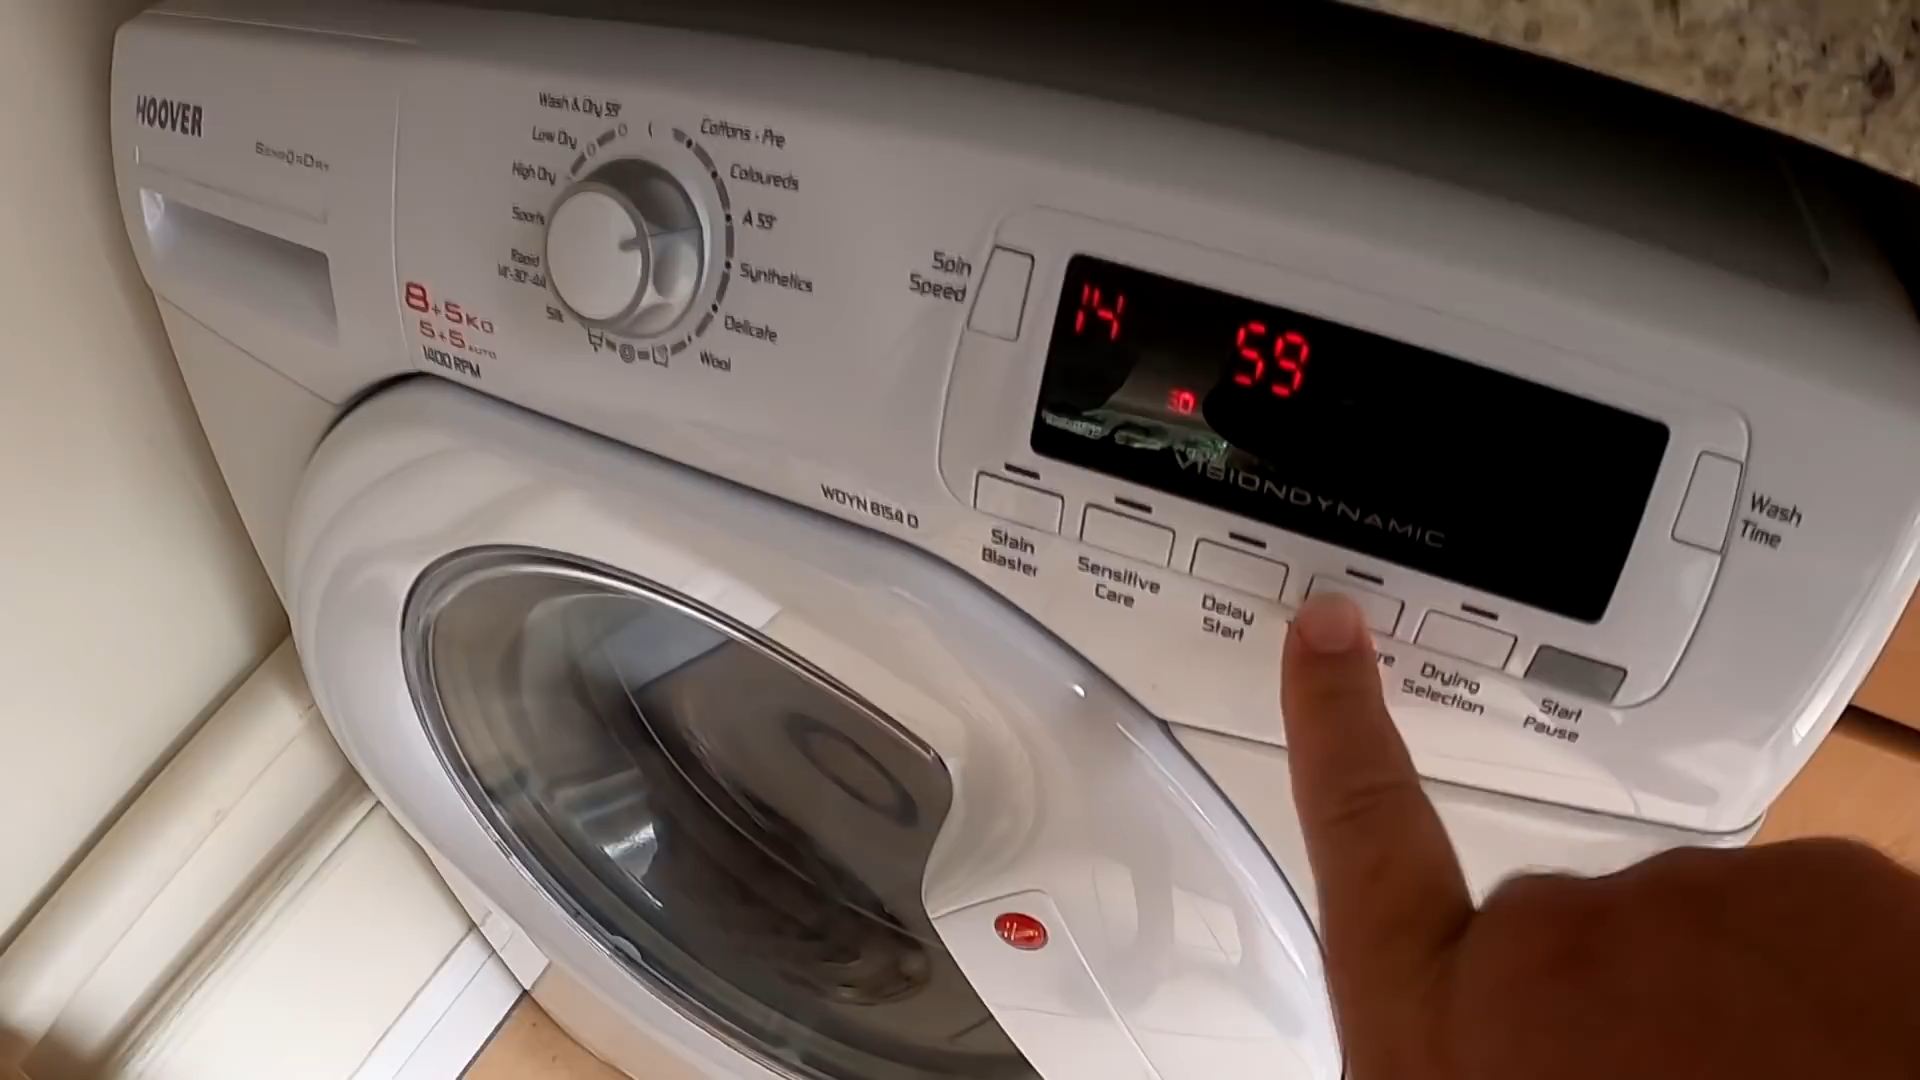 HOOVER
SENSORDRY
Wash & Dry 59'
Low Dry
High Dry
Sports
Rapid
14'-30'-44'
Silk
Cottons + Pre
Coloureds
A 59'
Synthetics
Delicate
Wool
8+5KG
5+5 AUTO
1400 RPM
Spin
Speed
14
59
VISIONDYNAMIC
Wash
Time
WDYN 8154 D
Stain
Blaster
Sensitive
Care
Delay
Start
Drying
Selection
Start
Pause